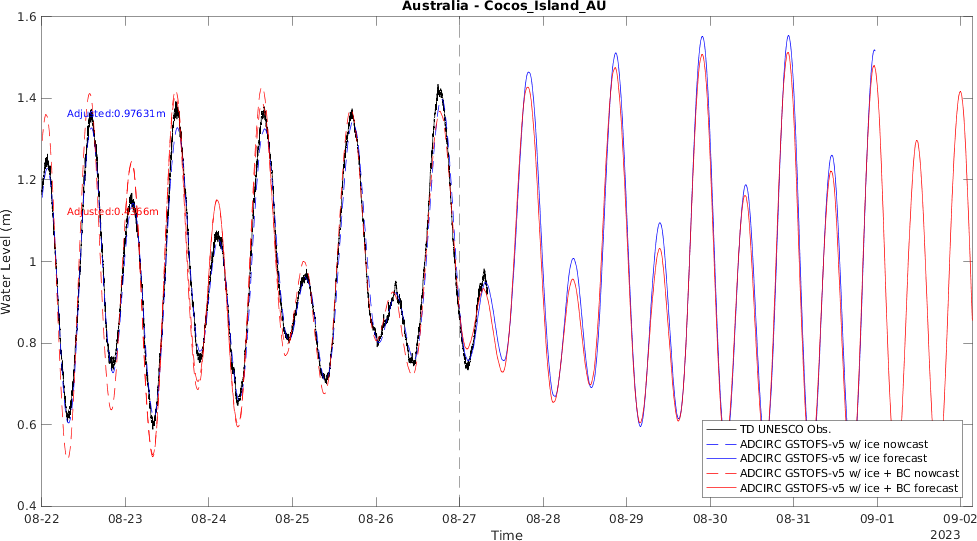 Australia - Cocos_Island_AU
1.6
1.4
1.2
1
0.8
0.6
0.4
Water Level (m)
Adjusted:0.97631m
TD UNESCO Obs.
ADCIRC GSTOFS-v5 w/ ice nowcast
ADCIRC GSTOFS-v5 w/ ice forecast
ADCIRC GSTOFS-v5 w/ ice + BC nowcast
ADCIRC GSTOFS-v5 w/ ice + BC forecast
08-22 08-23 08-24 08-25 08-26 08-27 08-28 08-29 08-30 08-31 09-01 09-02
Time
2023